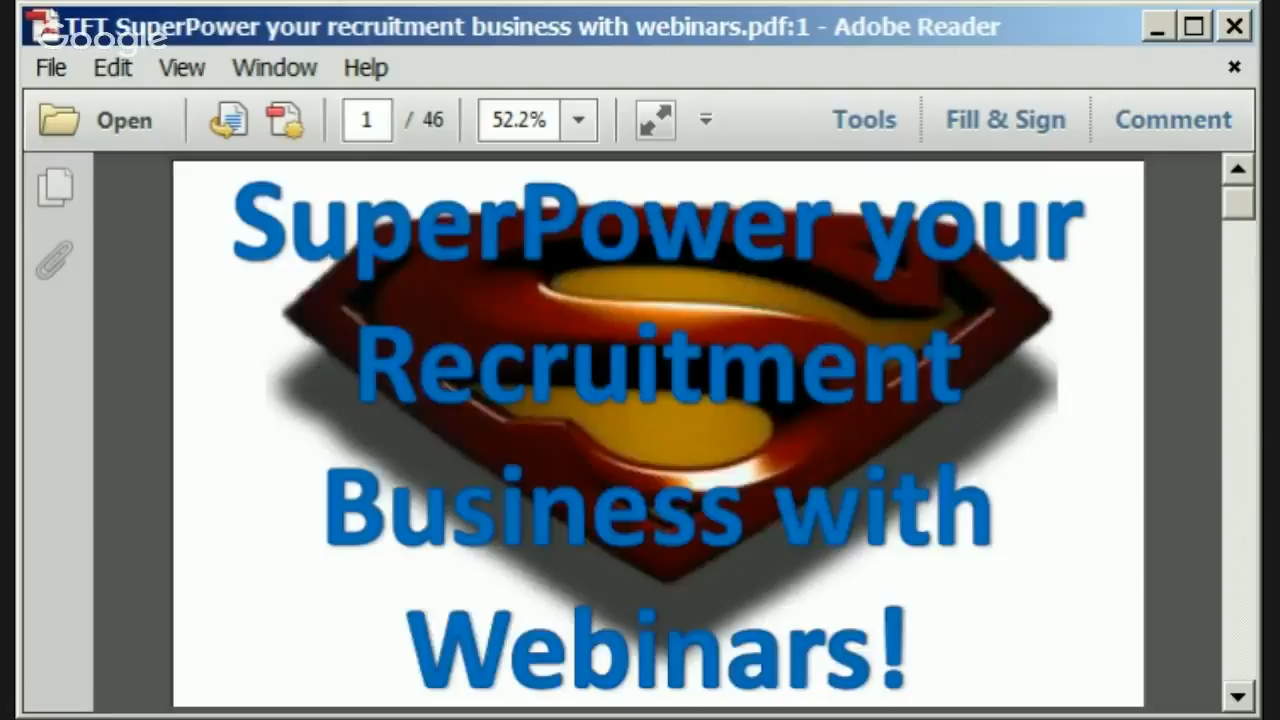 TFT SuperPower your recruitment business with webinars.pdf:1 - Adobe Reader
Google
File Edit View Window Help
Open 1 / 46 52.2% Tools Fill & Sign Comment
SuperPower your
Recruitment
Business with
Webinars!